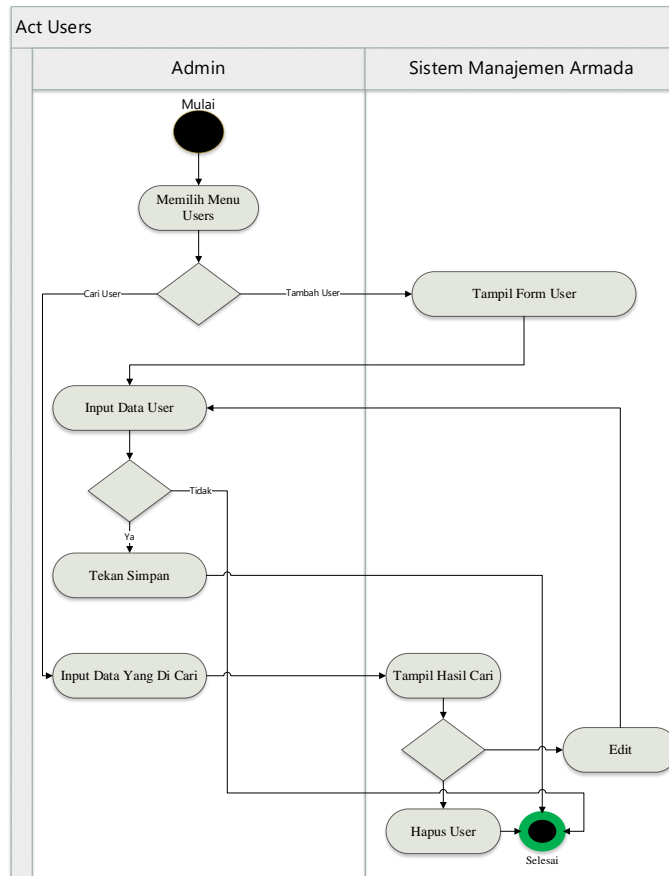 Act Users
Admin
Sistem Manajemen Armada
Mulai
Memilih Menu
Users
Cari User
Tambah User
Tampil Form User
Input Data User
Tidak
Ya
Tekan Simpan
Input Data Yang Di Cari
Tampil Hasil Cari
Edit
Hapus User
Selesai